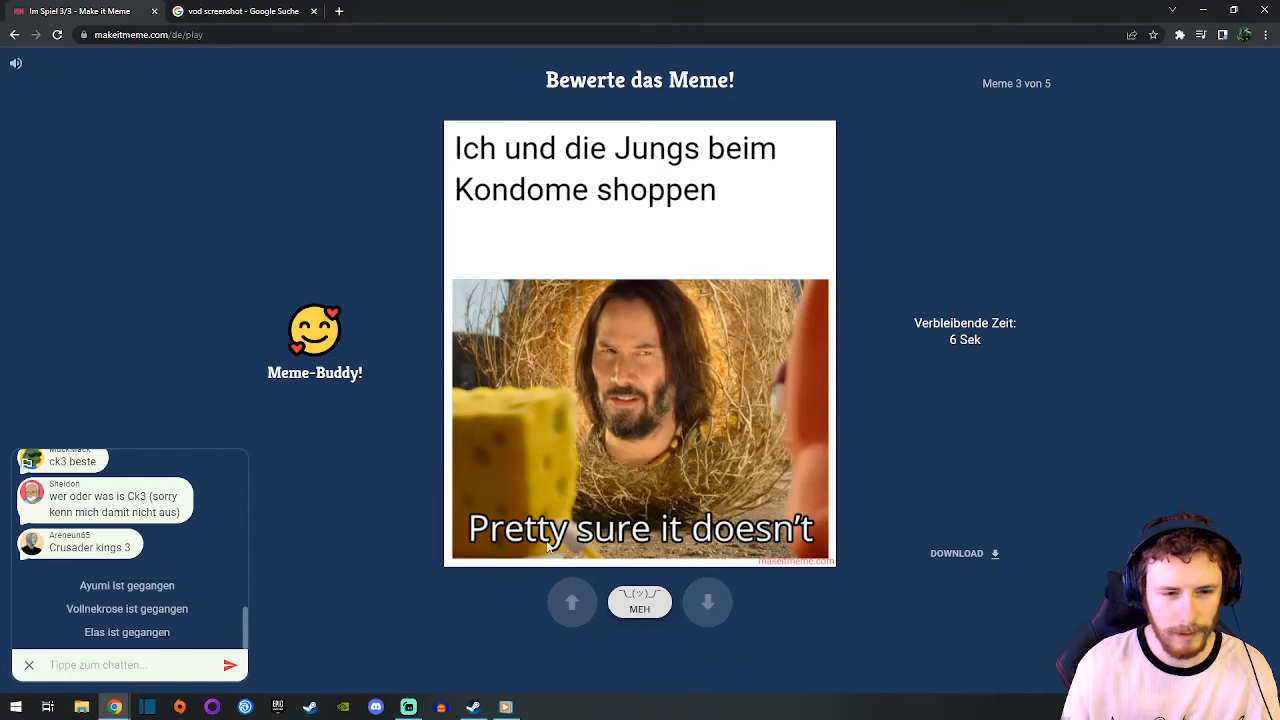 Im Spiel 3/3 - Make it Meme
vod screenshot - Google Suche
makeitmeme.com/de/play
Bewerte das Meme!
Meme 3 von 5
Ich und die Jungs beim
Kondome shoppen
Pretty sure it doesn't
makeitmeme.com
Meme-Buddy!
Verbleibende Zeit:
6 Sek
MuckMack
ck3 beste
Sheldon
wer oder was is Ck3 (sorry
kenn mich damit nicht aus)
Areneun65
Crusader kings 3
Ayumi ist gegangen
Vollnekrose ist gegangen
Elas ist gegangen
Tippe zum chatten...
¯\_(ツ)_/¯
MEH
DOWNLOAD